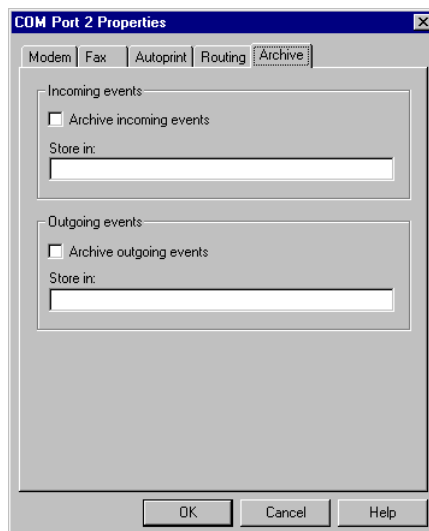 COM Port 2 Properties
Modem Fax Autoprint Routing Archive
Incoming events
Archive incoming events
Store in:
Outgoing events
Archive outgoing events
Store in:
OK Cancel Help